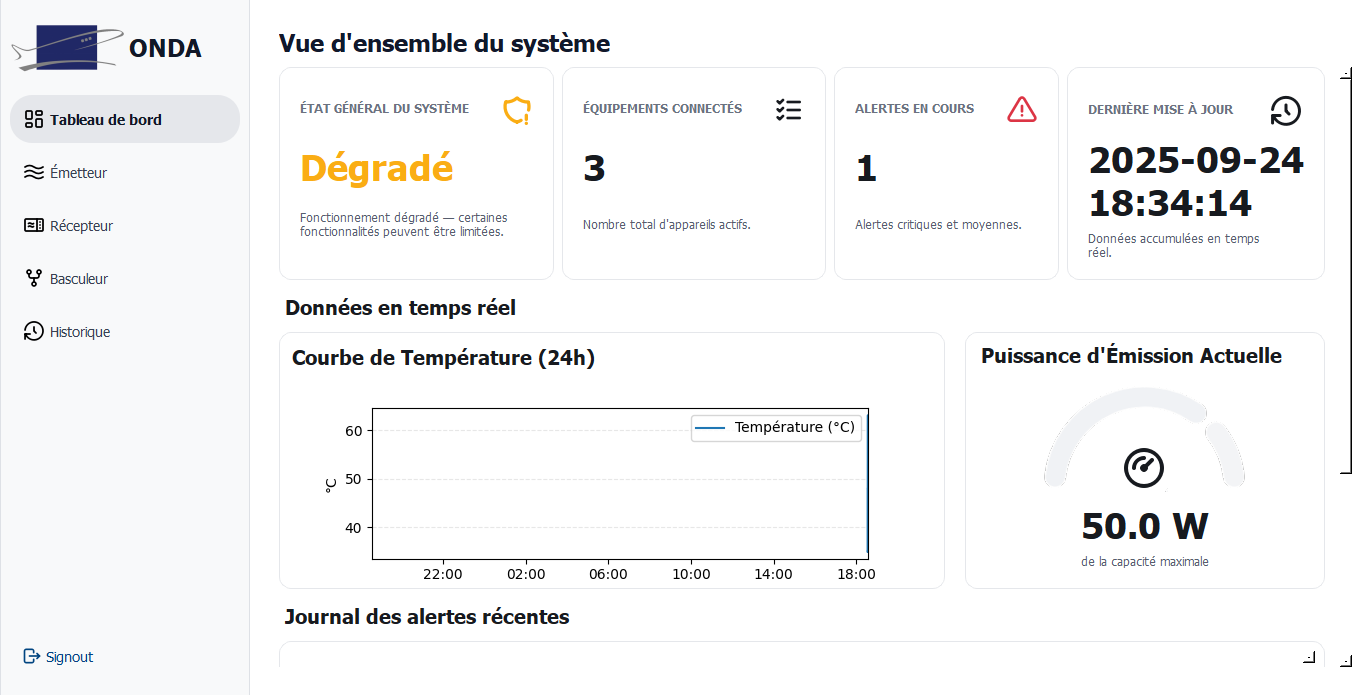 ONDA
Tableau de bord
Émetteur
Récepteur
Basculeur
Historique
Signout
Vue d'ensemble du système
ÉTAT GÉNÉRAL DU SYSTÈME
Dégradé
Fonctionnement dégradé — certaines
fonctionnalités peuvent être limitées.
ÉQUIPEMENTS CONNECTÉS
3
Nombre total d'appareils actifs.
ALERTES EN COURS
1
Alertes critiques et moyennes.
DERNIÈRE MISE À JOUR
2025-09-24
18:34:14
Données accumulées en temps
réel.
Données en temps réel
Courbe de Température (24h)
Température (°C)
°C
60
50
40
22:00 02:00 06:00 10:00 14:00 18:00
Puissance d'Émission Actuelle
50.0 W
de la capacité maximale
Journal des alertes récentes